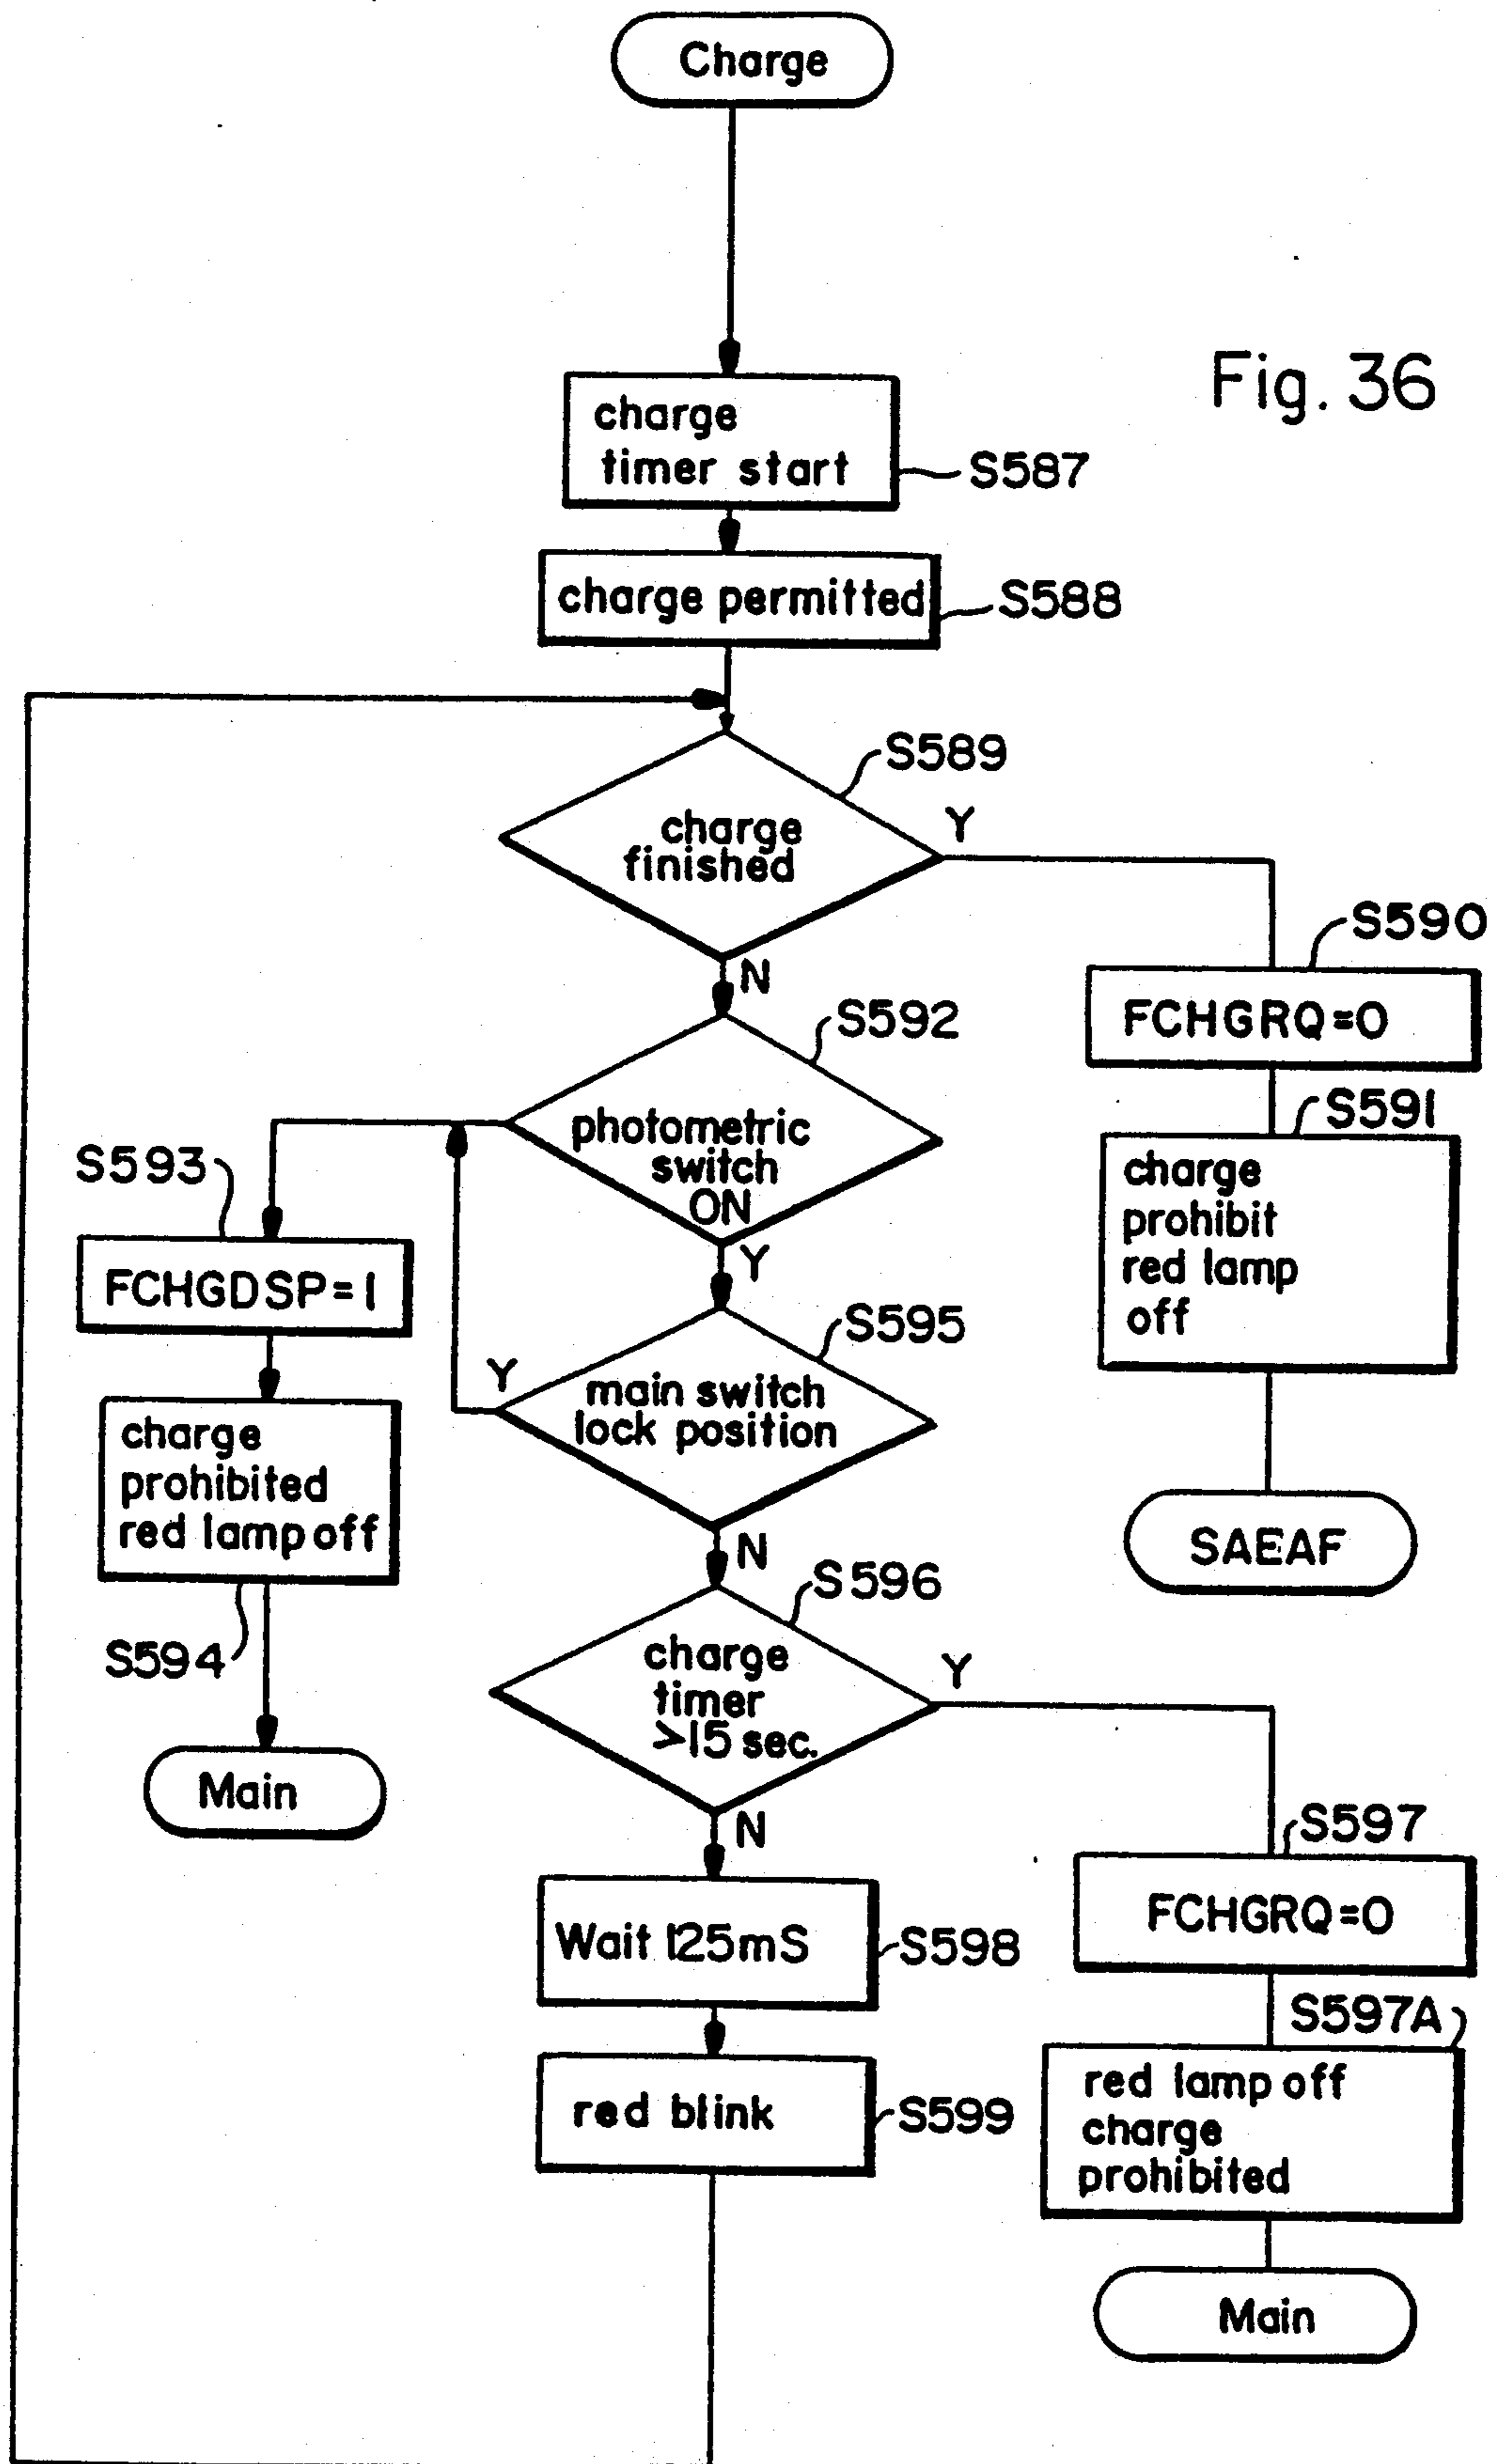 Charge
Fig. 36
charge
timer start
S587
charge permitted
S588
S589
charge
finished
Y
N
S590
FCHGRQ=0
S591
charge
prohibit
red lamp
off
SAEAF
S592
photometric
switch
ON
Y
S593
FCHGDSP=1
charge
prohibited
red lamp off
S594
Main
S595
main switch
lock position
Y
N
S596
charge
timer
>15 sec.
Y
N
S597
FCHGRQ=0
S597A
red lamp off
charge
prohibited
Main
Wait 125mS
S598
red blink
S599